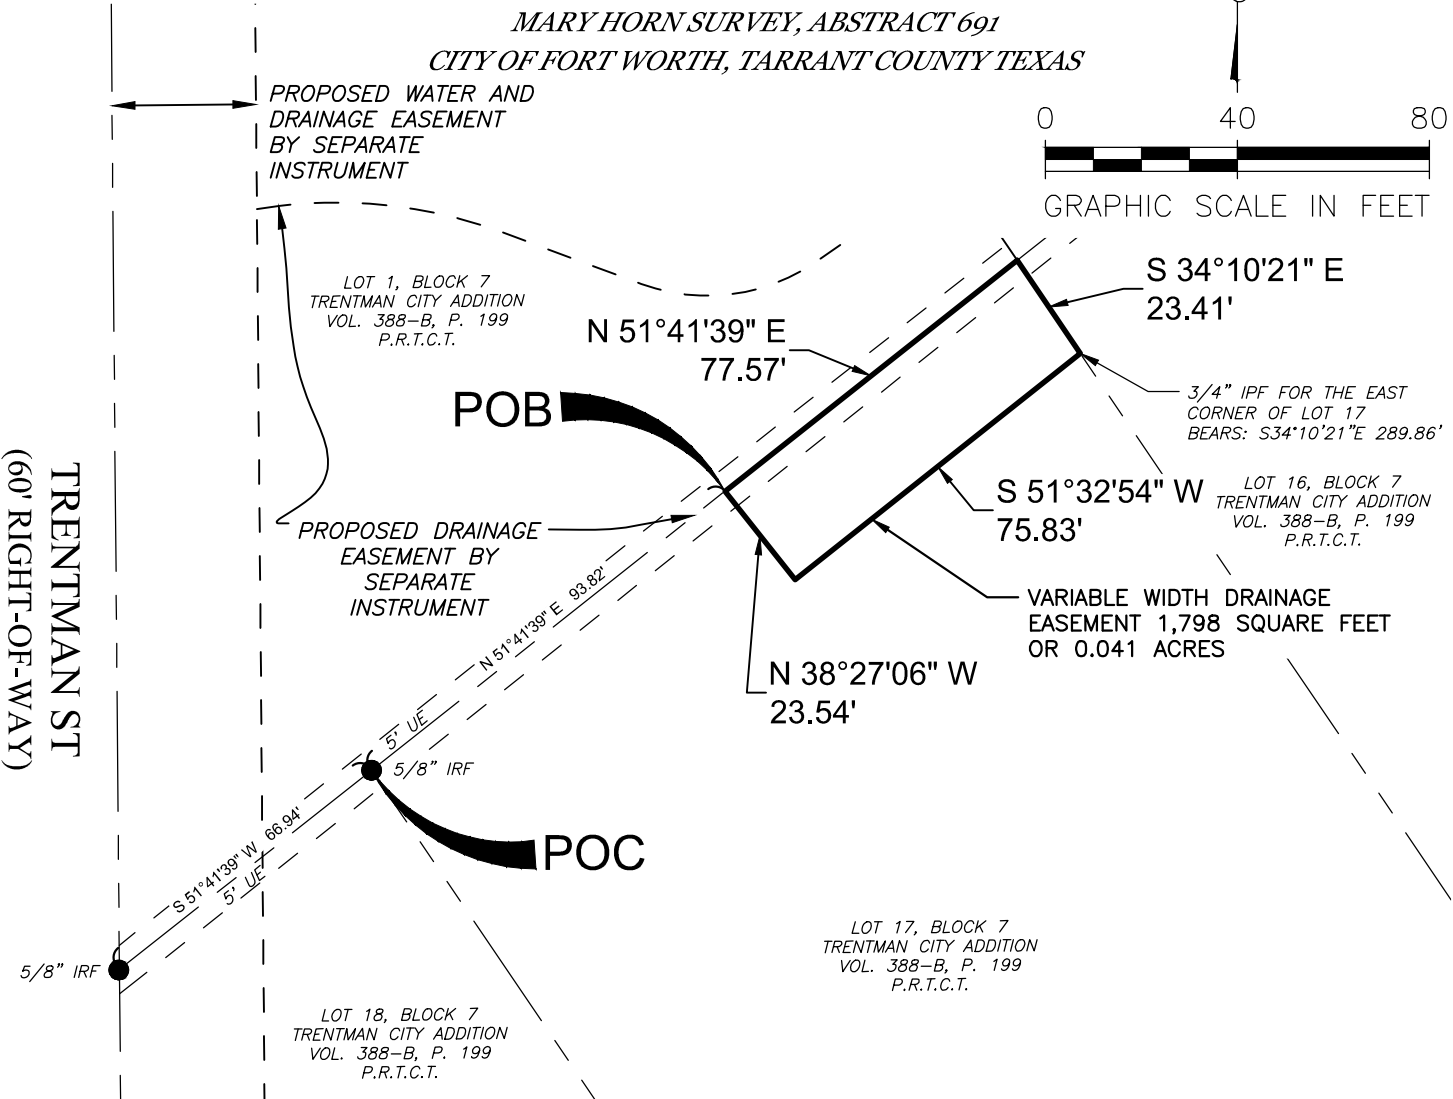 MARY HORN SURVEY, ABSTRACT 691
CITY OF FORT WORTH, TARRANT COUNTY TEXAS
PROPOSED WATER AND
DRAINAGE EASEMENT
BY SEPARATE
INSTRUMENT
0 40 80
GRAPHIC SCALE IN FEET
LOT 1, BLOCK 7
TRENTMAN CITY ADDITION
VOL. 388-B, P. 199
P.R.T.C.T.
N 51°41'39" E
77.57'
S 34°10'21" E
23.41'
POB
3/4" IPF FOR THE EAST
CORNER OF LOT 17
BEARS: S34°10'21"E 289.86'
TRENTMAN ST
(60' RIGHT-OF-WAY)
S 51°32'54" W
75.83'
LOT 16, BLOCK 7
TRENTMAN CITY ADDITION
VOL. 388-B, P. 199
P.R.T.C.T.
PROPOSED DRAINAGE
EASEMENT BY
SEPARATE
INSTRUMENT
VARIABLE WIDTH DRAINAGE
EASEMENT 1,798 SQUARE FEET
OR 0.041 ACRES
N 51°41'39" E 93.82'
N 38°27'06" W
23.54'
5' UE
5/8" IRF
POC
S 51°41'39" W 66.94'
5' UE
5/8" IRF
LOT 17, BLOCK 7
TRENTMAN CITY ADDITION
VOL. 388-B, P. 199
P.R.T.C.T.
LOT 18, BLOCK 7
TRENTMAN CITY ADDITION
VOL. 388-B, P. 199
P.R.T.C.T.